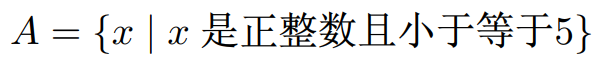 A = {x | x 是正整数且小于等于5}